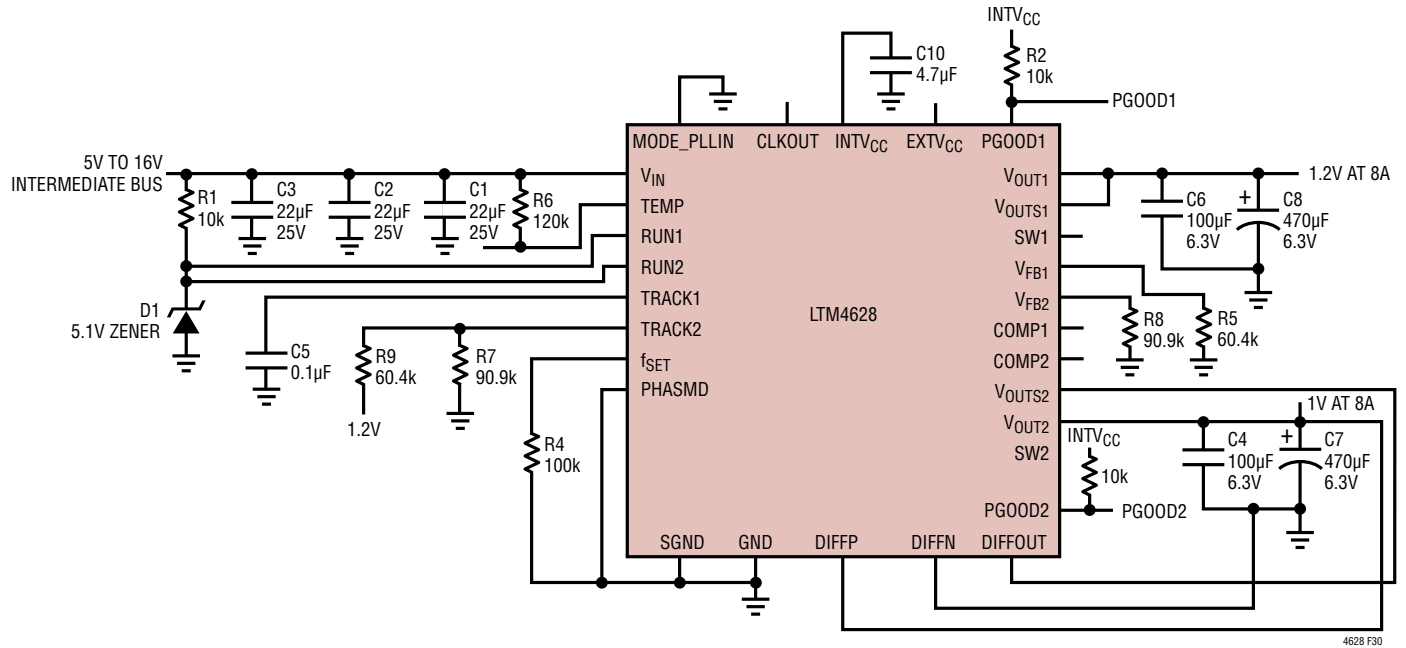 INTVCC
C10
4.7µF
R2
10k
PGOOD1
MODE_PLLIN
CLKOUT
INTVCC
EXTVCC
PGOOD1
5V TO 16V
INTERMEDIATE BUS
R1
10k
C3
22µF
25V
C2
22µF
25V
C1
22µF
25V
R6
120k
VIN
TEMP
RUN1
RUN2
TRACK1
TRACK2
fSET
PHASMD
LTM4628
VOUT1
VOUTS1
SW1
VFB1
VFB2
COMP1
COMP2
VOUTS2
VOUT2
SW2
PGOOD2
1.2V AT 8A
C6
100µF
6.3V
+
C8
470µF
6.3V
D1
5.1V ZENER
C5
0.1µF
R9
60.4k
1.2V
R7
90.9k
R4
100k
R8
90.9k
R5
60.4k
1V AT 8A
INTVCC
10k
PGOOD2
C4
100µF
6.3V
+
C7
470µF
6.3V
SGND
GND
DIFFP
DIFFN
DIFFOUT
4628 F30